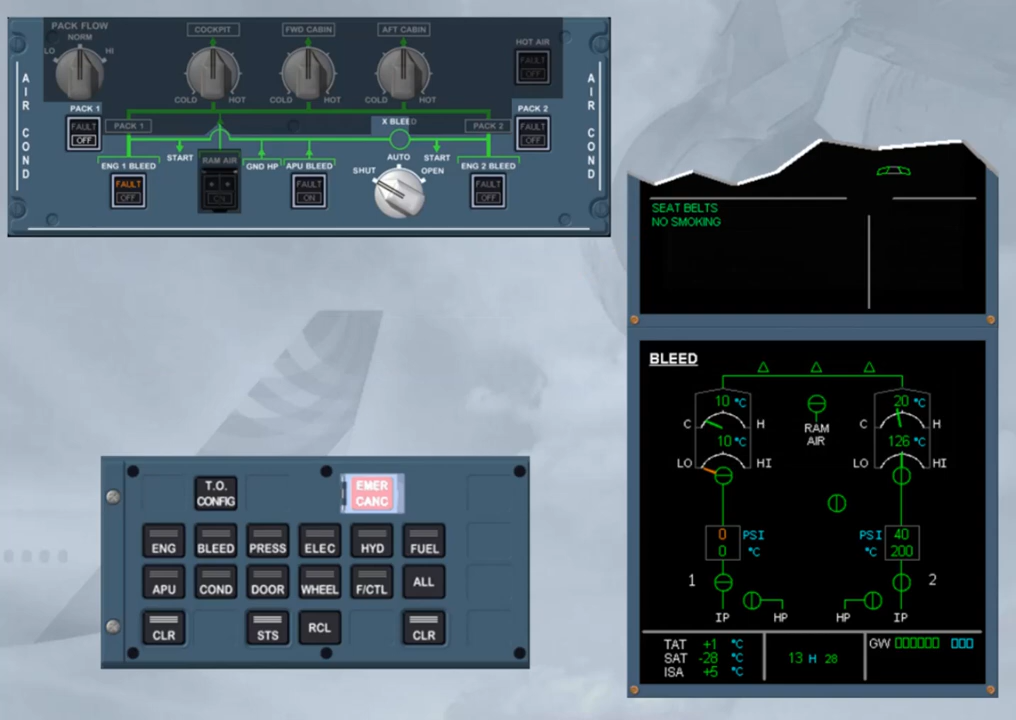 PACK FLOW
NORM
LO
HI
COCKPIT
FWD CABIN
AFT CABIN
HOT AIR
FAULT
OFF
COLD
HOT
COLD
HOT
COLD
HOT
AIR COND
AIR COND
PACK 1
FAULT
OFF
PACK 1
X BLEED
PACK 2
PACK 2
FAULT
OFF
START
AUTO
START
ENG 1 BLEED
FAULT
OFF
RAM AIR
ON
GND HP
APU BLEED
FAULT
ON
SHUT
OPEN
ENG 2 BLEED
FAULT
OFF
SEAT BELTS
NO SMOKING
BLEED
10 °C
20 °C
C
H
C
H
RAM
AIR
10 °C
126 °C
LO
HI
LO
HI
0 PSI
PSI 40
0 °C
°C 200
1
2
IP
HP
HP
IP
TAT +1 °C
SAT -28 °C
ISA +5 °C
13 H 28
GW
T.O.
CONFIG
EMER
CANC
ENG
BLEED
PRESS
ELEC
HYD
FUEL
APU
COND
DOOR
WHEEL
F/CTL
ALL
CLR
STS
RCL
CLR